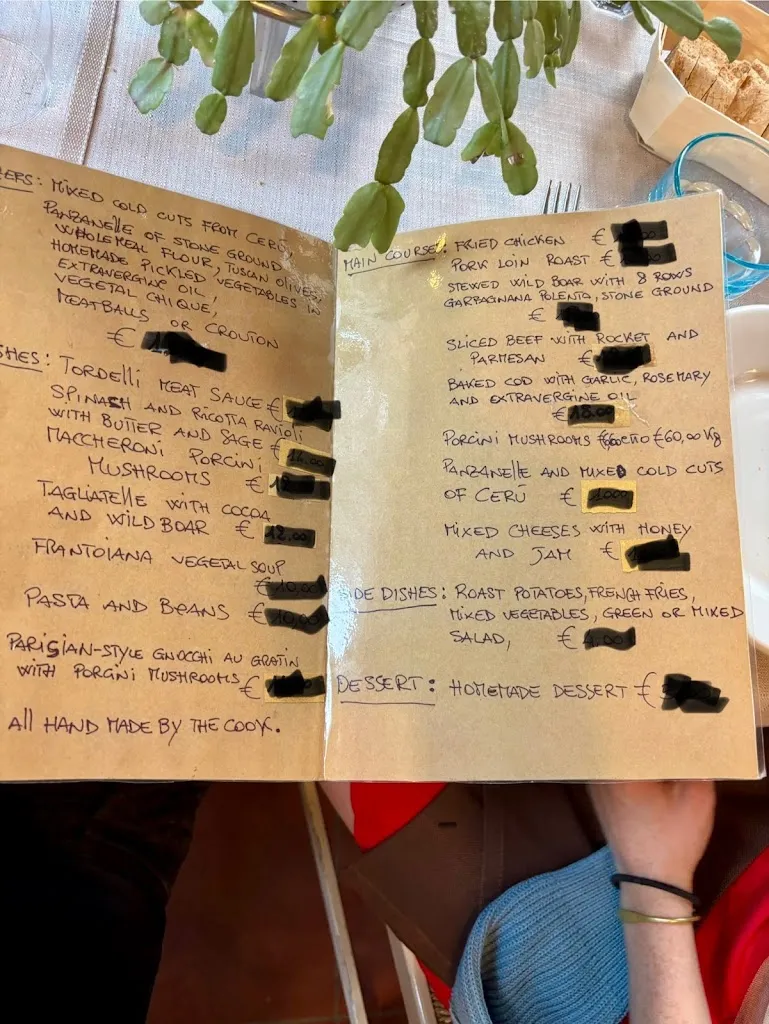 ERS: MIXED COLD CUTS FROM CERÚ,
PANZANELLE OF STONE GROUND
WHOLEMEAL FLOUR, TUSCAN OLIVES
HOMEMADE PICKLED VEGETABLES IN
EXTRAVERGINE OIL,
VEGETAL CHIQUE,
MEATBALLS OR CROUTON
€
SHES: TORDELLI MEAT SAUCE €
SPINASH AND RICOTTA RAVIOLI
WITH BUTTER AND SAGE €
MACCHERONI PORCINI
MUSHROOMS €
TAGLIATELLE WITH COCOA
AND WILD BOAR € 12.00
FRANTOIANA VEGETAL SOUP
€ 10,00
PASTA AND BEANS € 10,00
PARISIAN-STYLE GNOCCHI AU GRATIN
WITH PORCINI MUSHROOMS €
All HAND MADE BY THE COOK.
MAIN COURSE: FRIED CHICKEN €
PORK LOIN ROAST €
STEWED WILD BOAR WITH 8 ROWS
GARFAGNANA POLENTA, STONE GROUND
€
SLICED BEEF WITH ROCKET AND
PARMESAN €
BAKED COD WITH GARLIC, ROSEMARY
AND EXTRAVERGINE OIL
€ 18.00
PORCINI MUSHROOMS €60,00 Kg
PANZANELLE AND MIXED COLD CUTS
OF CERÚ €
MIXED CHEESES WITH HONEY
AND JAM €
SIDE DISHES: ROAST POTATOES, FRENCH FRIES,
MIXED VEGETABLES, GREEN OR MIXED
SALAD, €
DESSERT: HOMEMADE DESSERT €